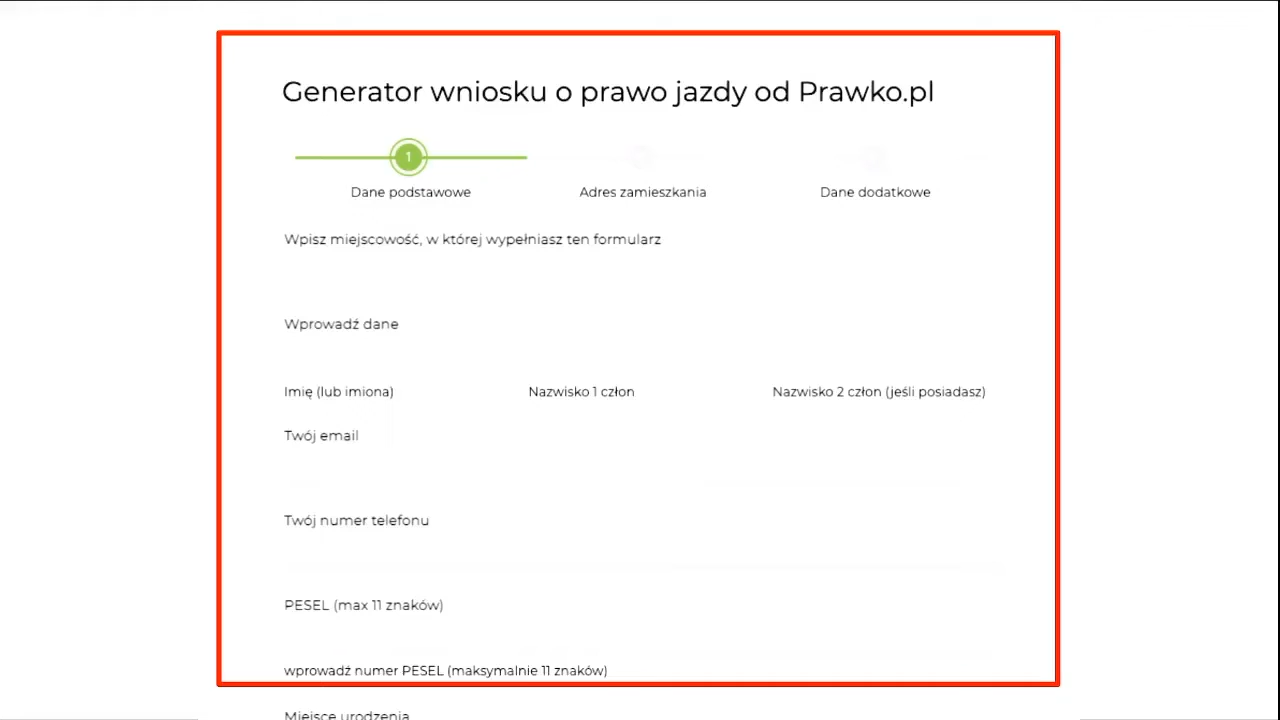 Generator wniosku o prawo jazdy od Prawko.pl
1
Dane podstawowe Adres zamieszkania Dane dodatkowe
Wpisz miejscowość, w której wypełniasz ten formularz
Wprowadź dane
Imię (lub imiona) Nazwisko 1 człon Nazwisko 2 człon (jeśli posiadasz)
Twój email
Twój numer telefonu
PESEL (max 11 znaków)
wprowadź numer PESEL (maksymalnie 11 znaków)
Miejsce urodzenia